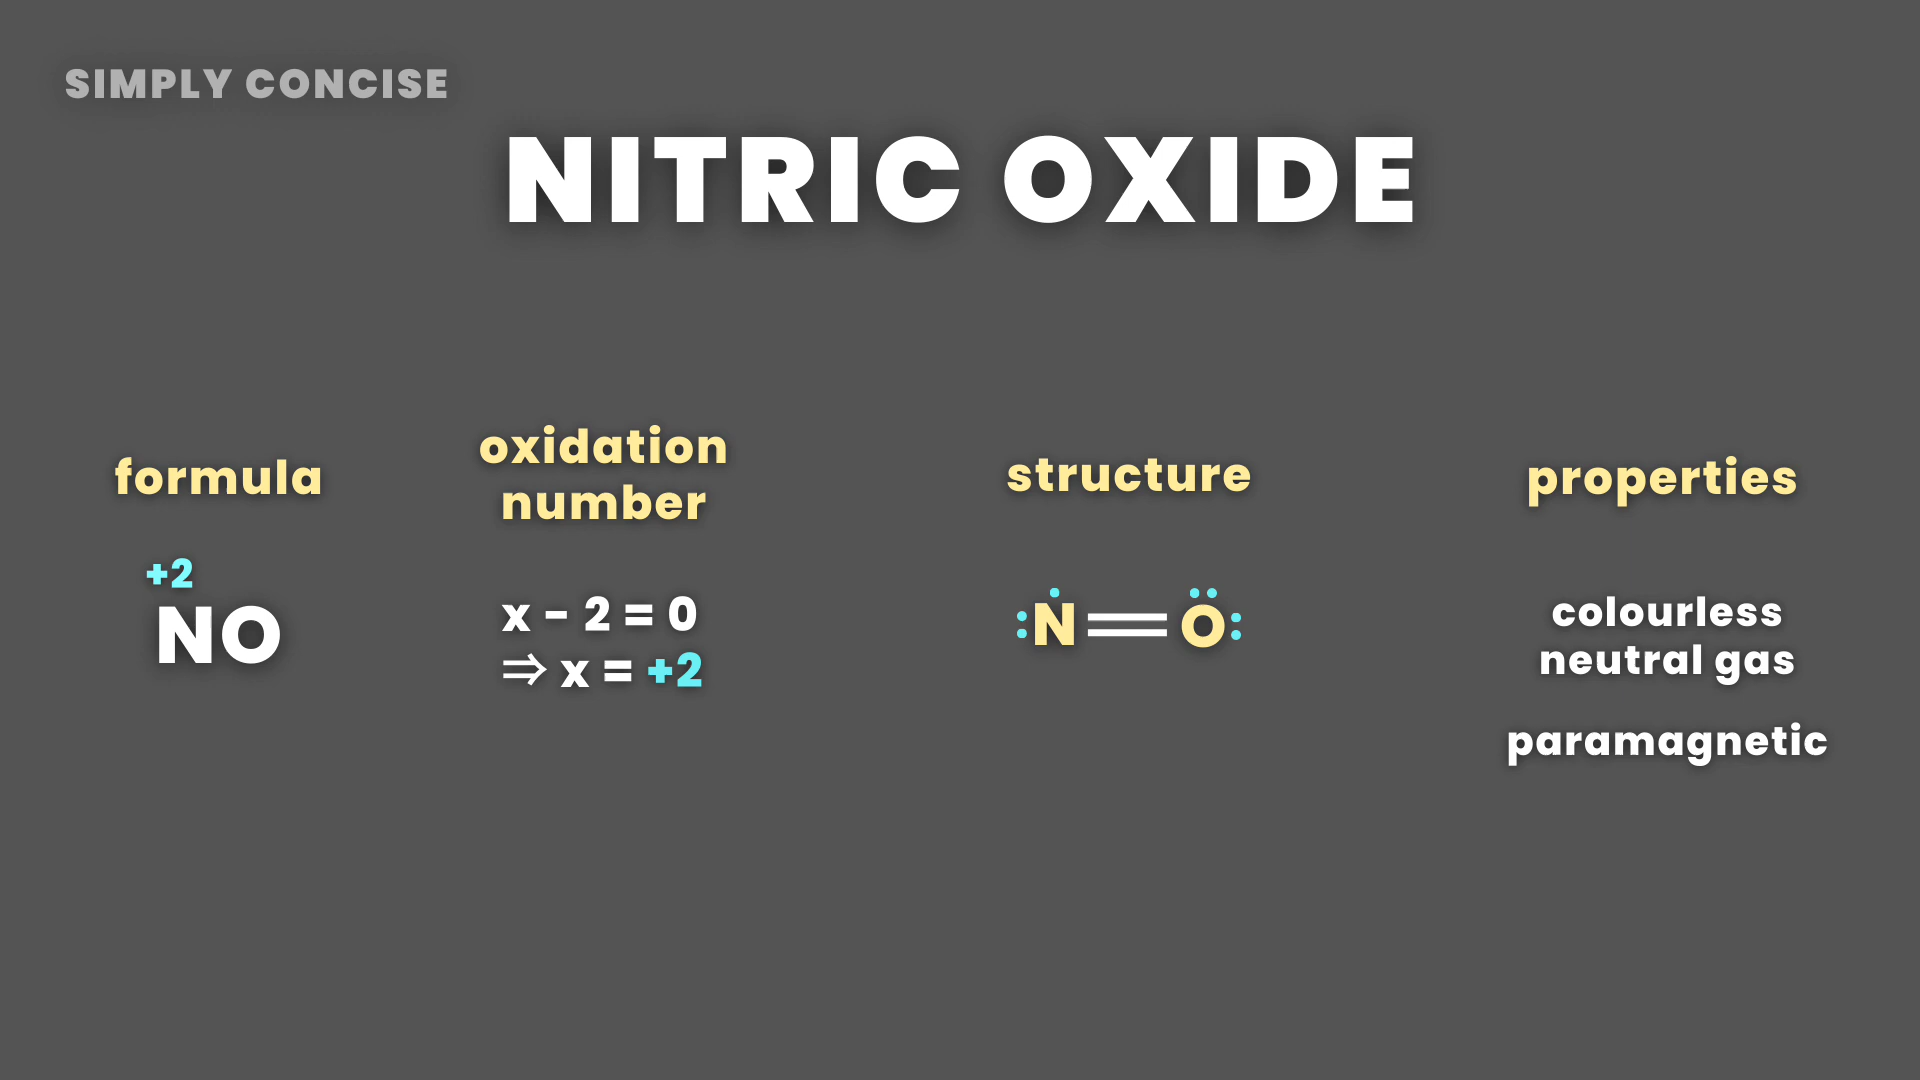 SIMPLY CONCISE
NITRIC OXIDE
formula
+2
NO
oxidation
number
x - 2 = 0
⇒ x = +2
structure
:N═O:
properties
colourless
neutral gas
paramagnetic